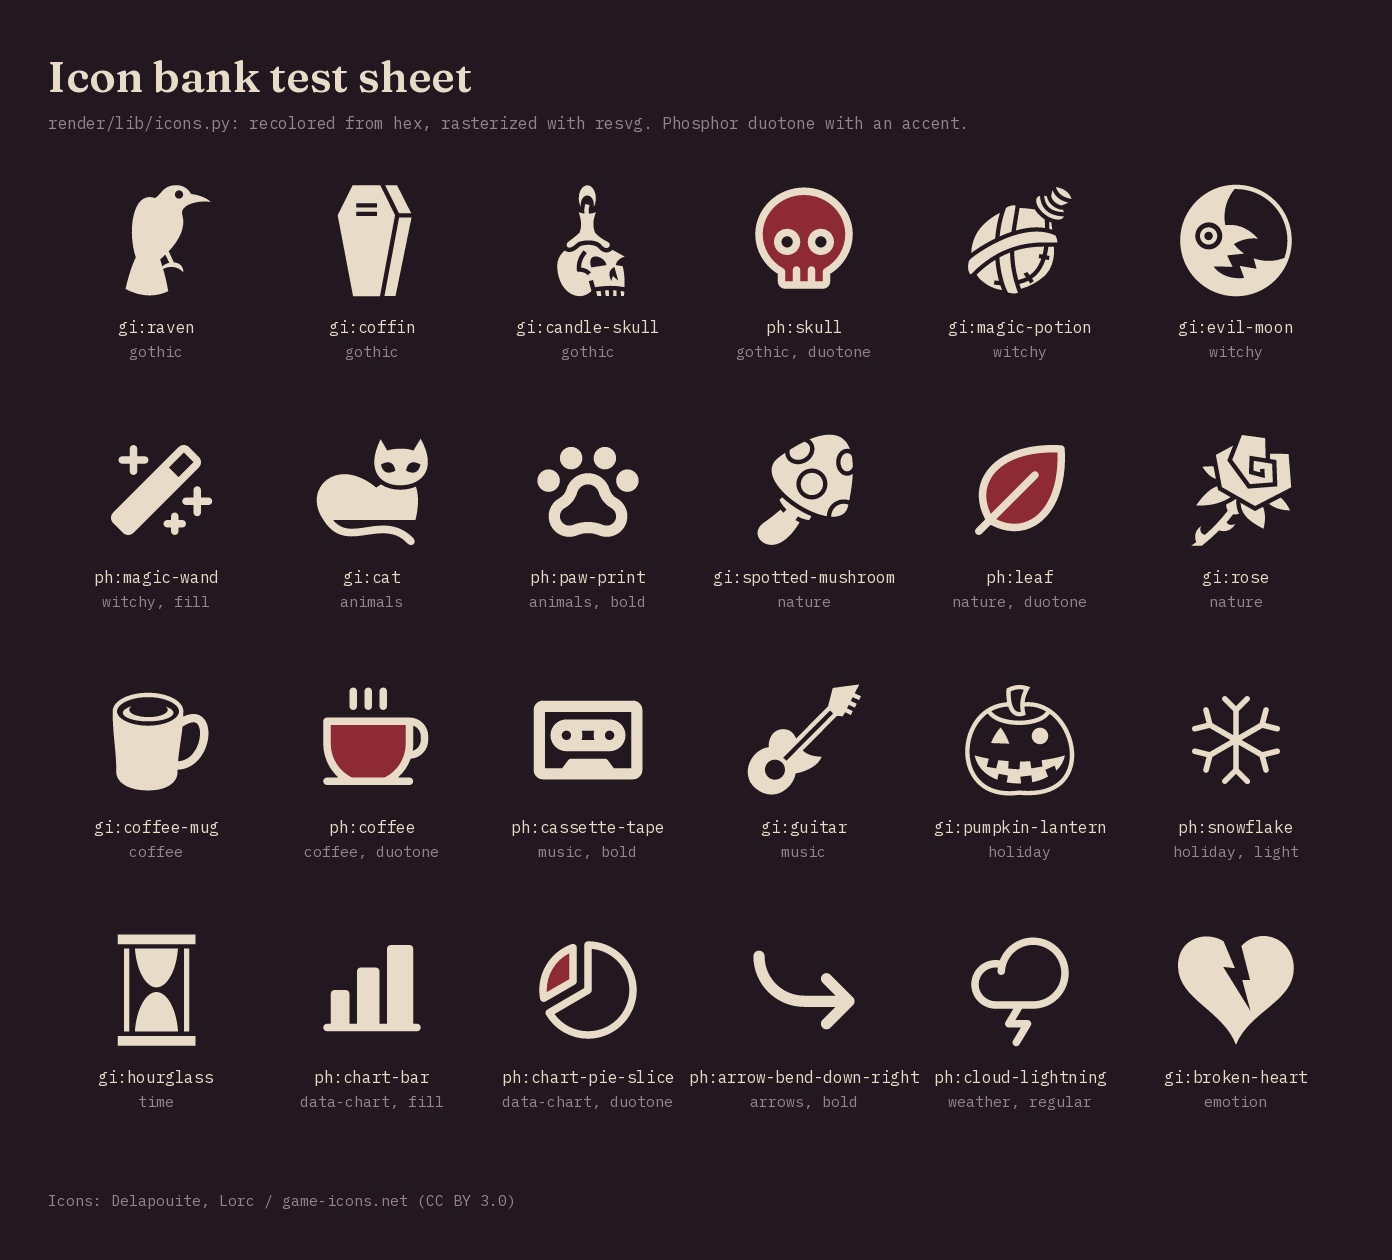 Icon bank test sheet
render/lib/icons.py: recolored from hex, rasterized with resvg. Phosphor duotone with an accent.
gi:raven gi:coffin gi:candle-skull ph:skull gi:magic-potion gi:evil-moon
gothic gothic gothic gothic, duotone witchy witchy
ph:magic-wand gi:cat ph:paw-print gi:spotted-mushroom ph:leaf gi:rose
witchy, fill animals animals, bold nature nature, duotone nature
gi:coffee-mug ph:coffee ph:cassette-tape gi:guitar gi:pumpkin-lantern ph:snowflake
coffee coffee, duotone music, bold music holiday holiday, light
gi:hourglass ph:chart-bar ph:chart-pie-slice ph:arrow-bend-down-right ph:cloud-lightning gi:broken-heart
time data-chart, fill data-chart, duotone arrows, bold weather, regular emotion
Icons: Delapouite, Lorc / game-icons.net (CC BY 3.0)